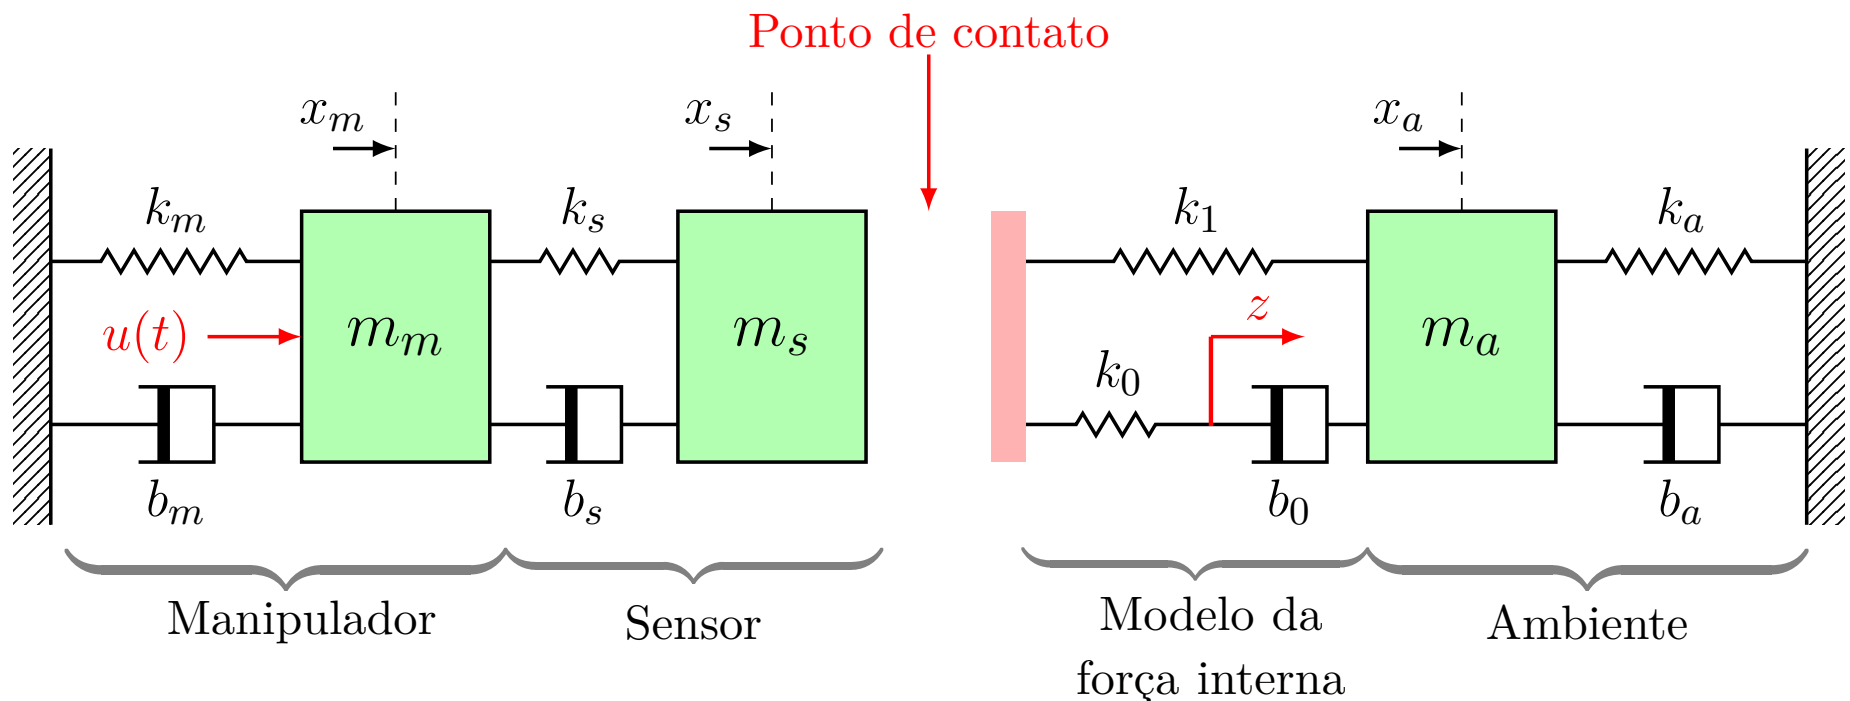 Ponto de contato
x_m
x_s
x_a
k_m
k_s
k_1
k_a
u(t)
m_m
m_s
z
m_a
k_0
b_m
b_s
b_0
b_a
Manipulador
Sensor
Modelo da
força interna
Ambiente